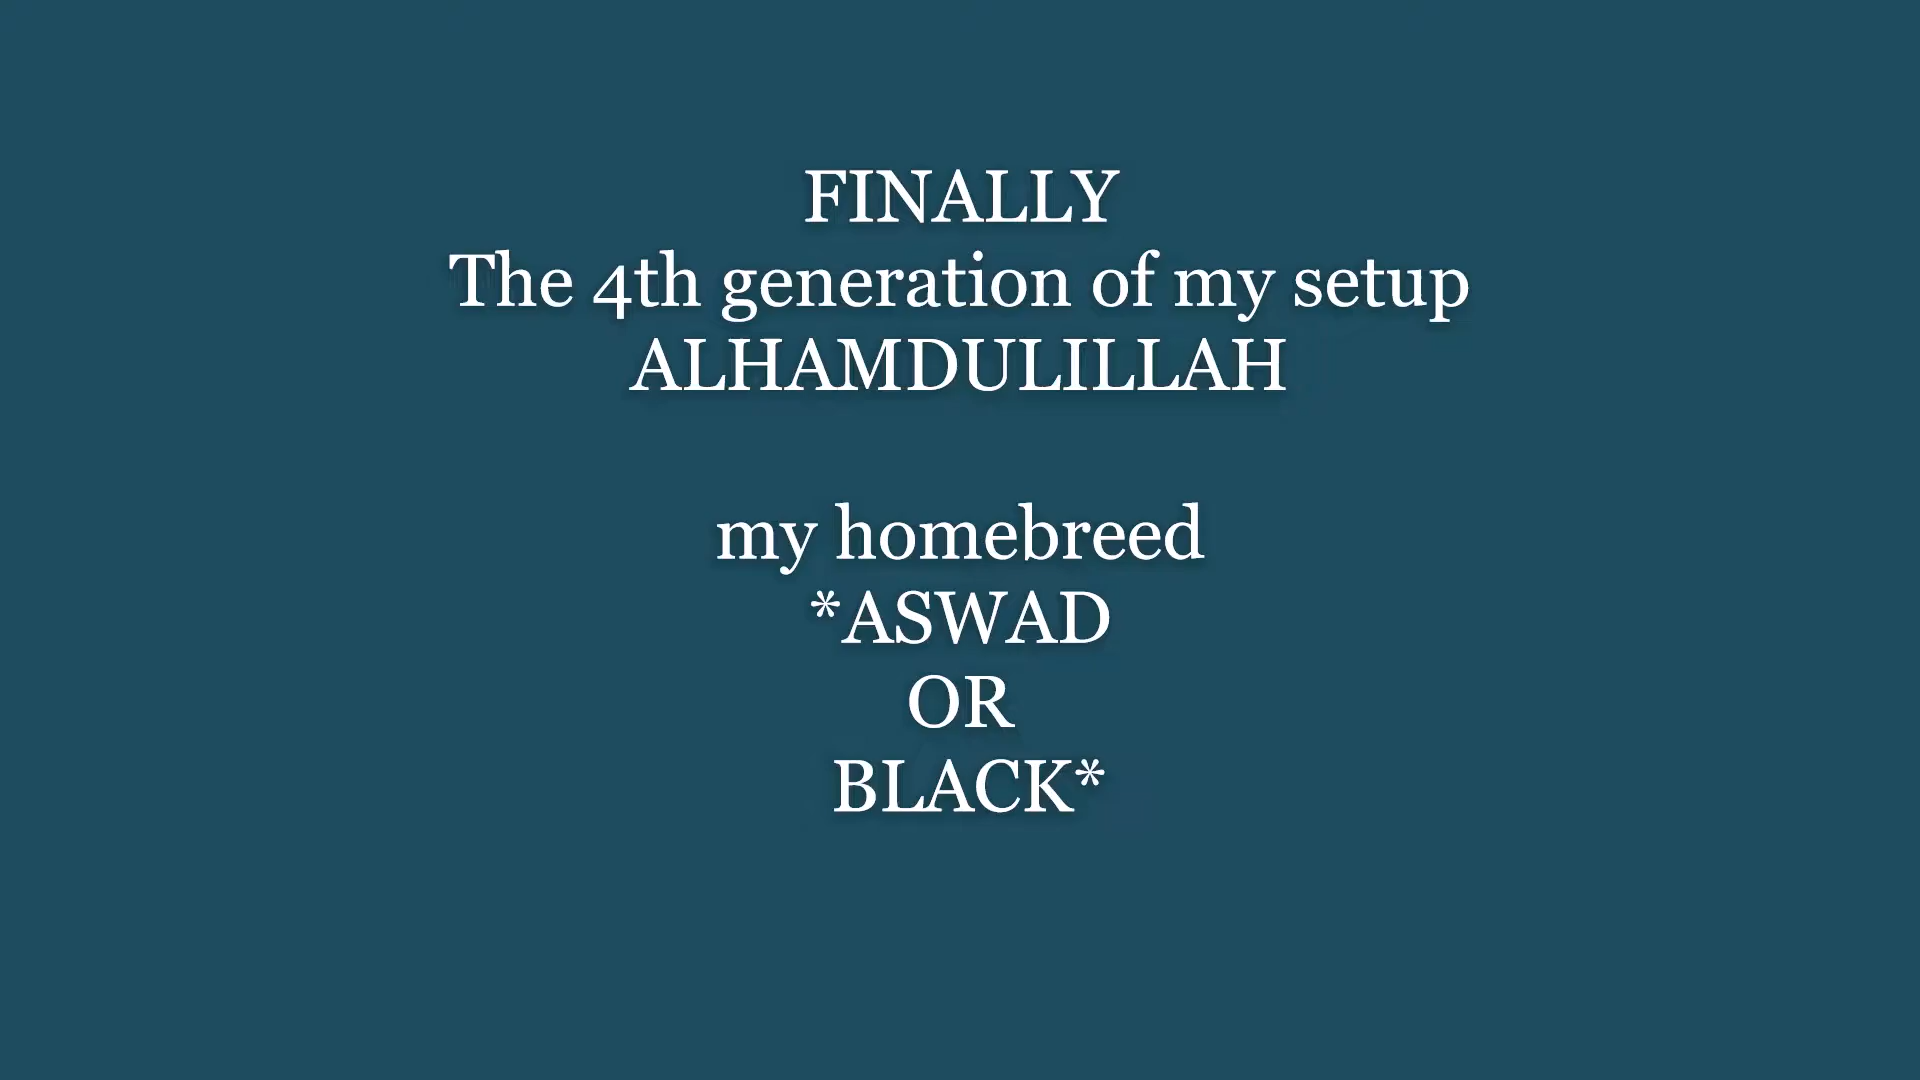 FINALLY
The 4th generation of my setup
ALHAMDULILLAH
my homebreed
*ASWAD
OR
BLACK*